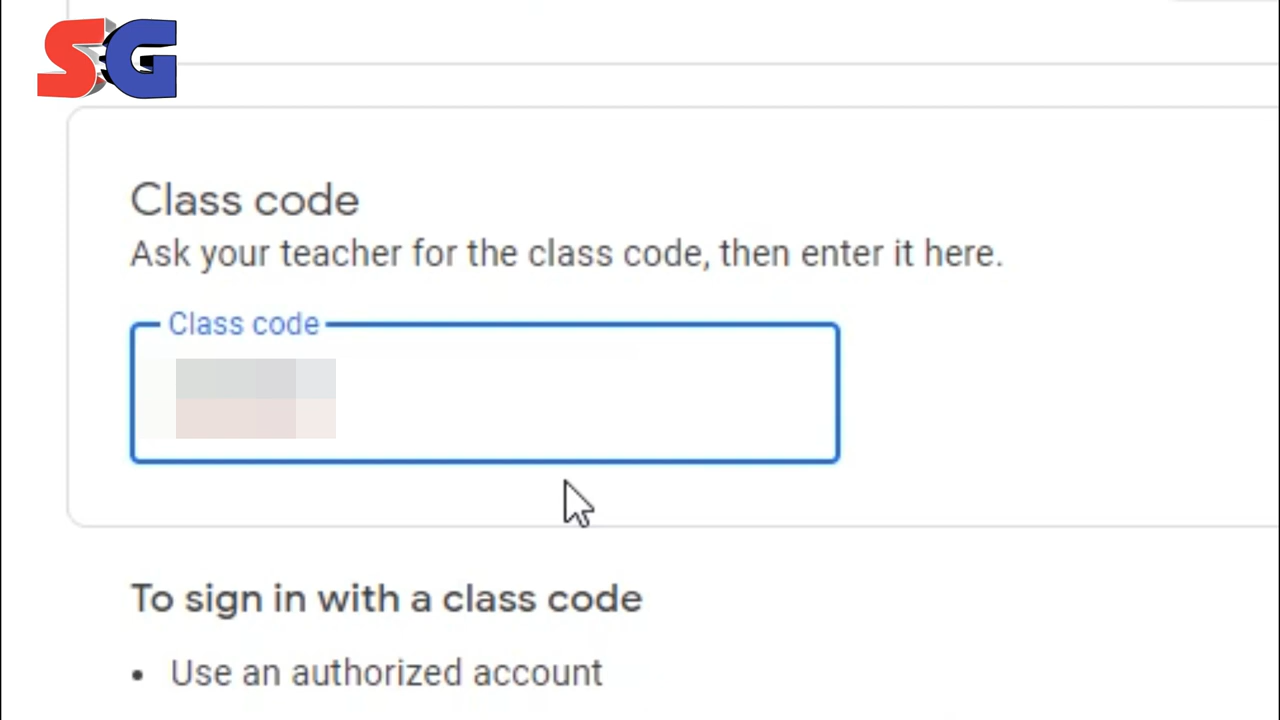 SG
Class code
Ask your teacher for the class code, then enter it here.
Class code
To sign in with a class code
• Use an authorized account